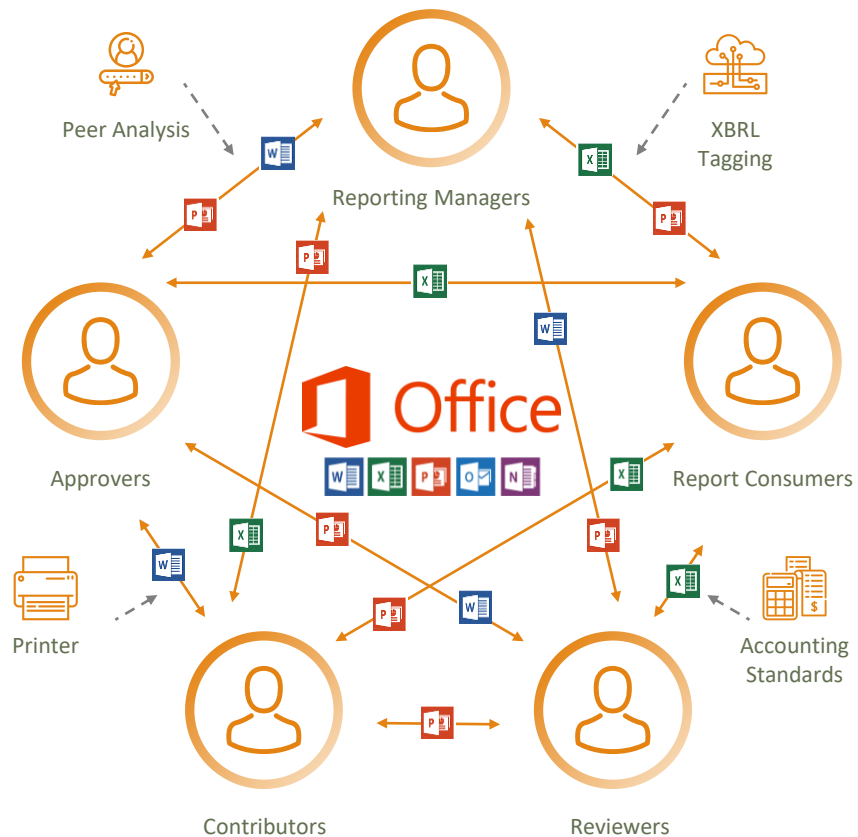 Peer Analysis
XBRL
Tagging
Reporting Managers
W
X
P
P
P
X
W
Office
W X P O N
Approvers
Report Consumers
X
P
X
P
W
X
Printer
P
W
Accounting
Standards
P
Contributors
Reviewers
$